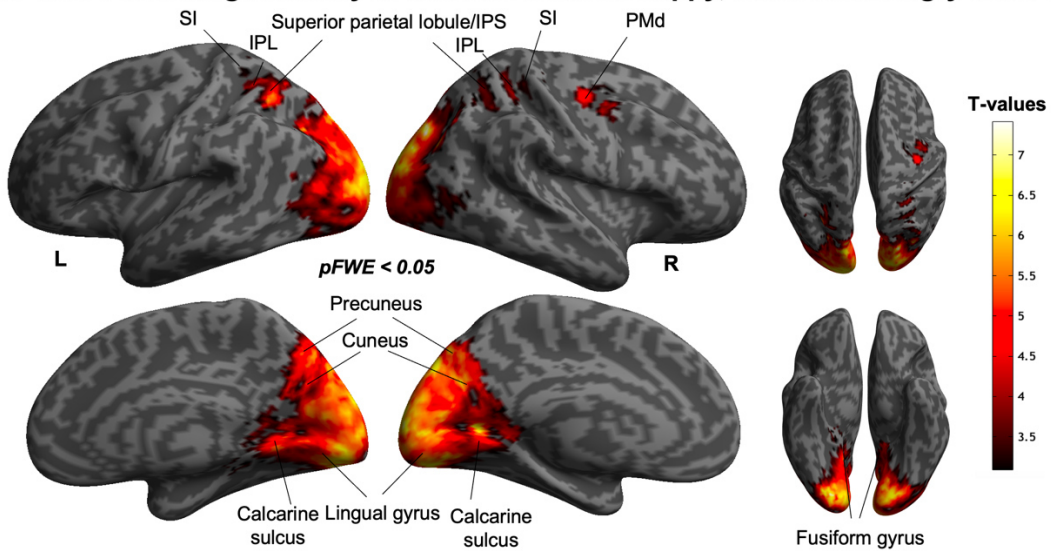 SI
Superior parietal lobule/IPS
SI
PMd
IPL
IPL
T-values
7
6.5
6
5.5
5
4.5
4
3.5
L
R
pFWE < 0.05
Precuneus
Cuneus
Calcarine sulcus
Lingual gyrus
Calcarine sulcus
Fusiform gyrus